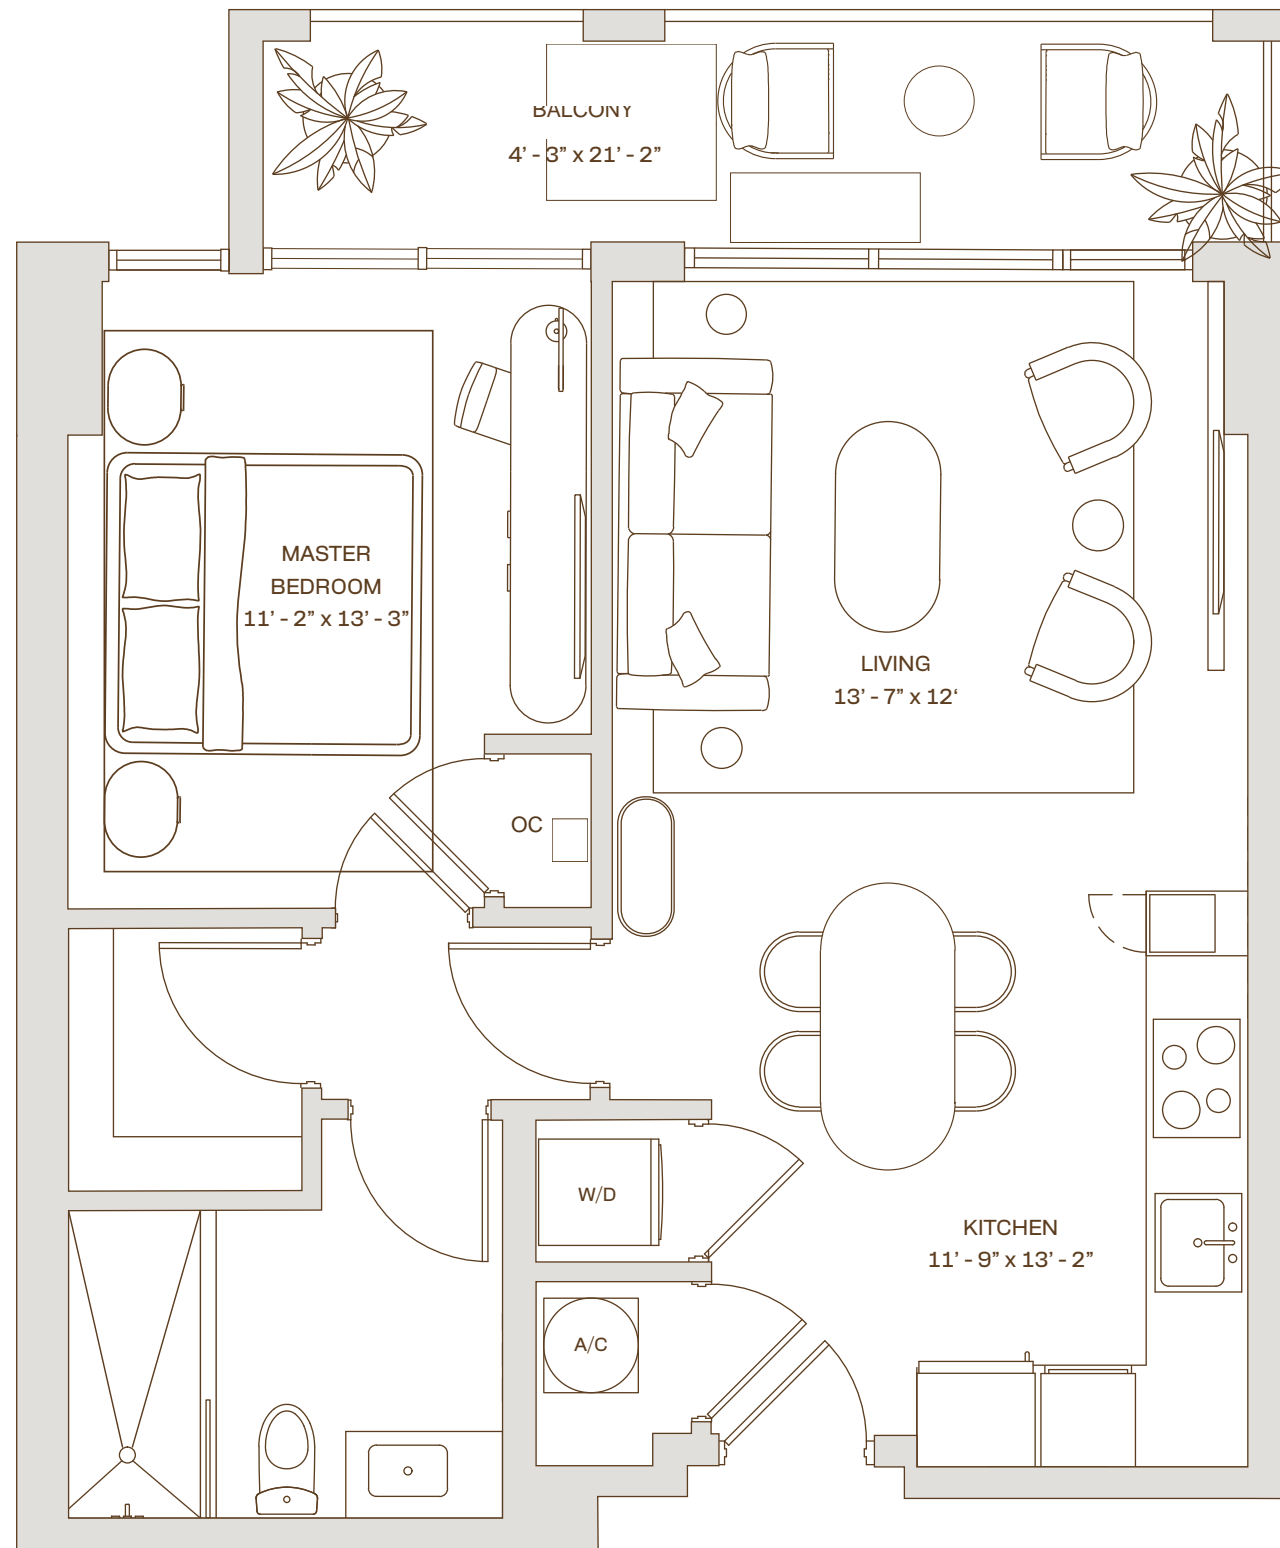 BALCONY
4’ - 3” x 21’ - 2”
MASTER
BEDROOM
11’ - 2” x 13’ - 3”
LIVING
13’ - 7” x 12‘
OC
W/D
KITCHEN
11’ - 9” x 13’ - 2”
A/C